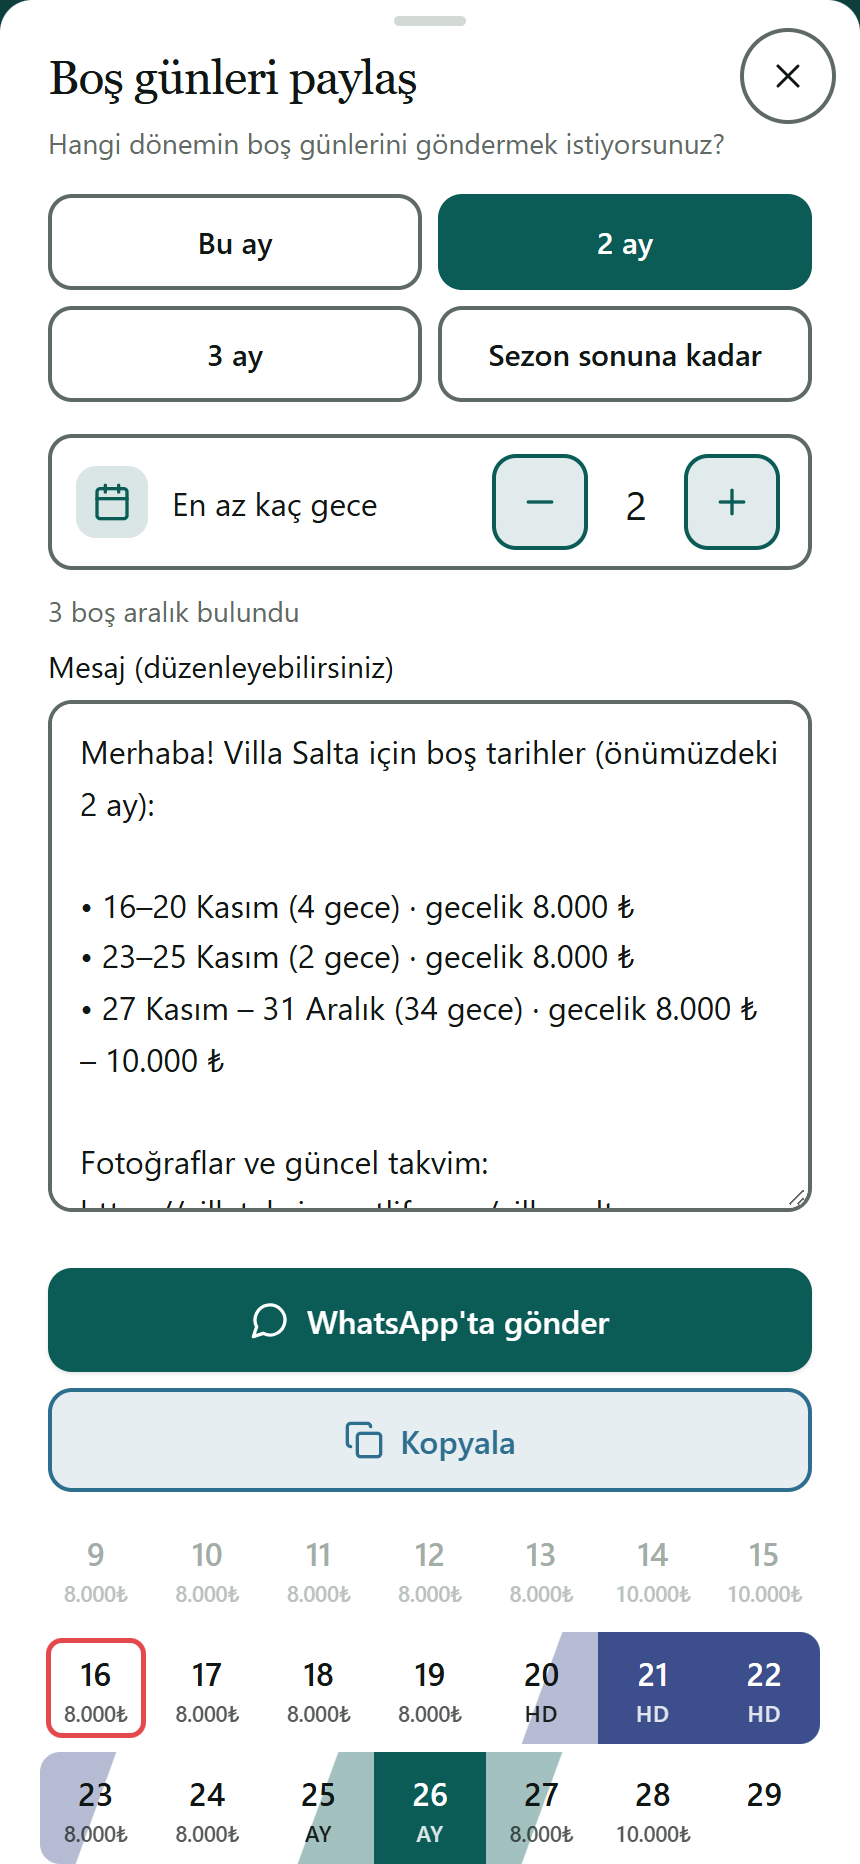 Boş günleri paylaş
Hangi dönemin boş günlerini göndermek istiyorsunuz?
Bu ay
2 ay
3 ay
Sezon sonuna kadar
En az kaç gece
2
3 boş aralık bulundu
Mesaj (düzenleyebilirsiniz)
Merhaba! Villa Salta için boş tarihler (önümüzdeki
2 ay):
• 16–20 Kasım (4 gece) · gecelik 8.000 ₺
• 23–25 Kasım (2 gece) · gecelik 8.000 ₺
• 27 Kasım – 31 Aralık (34 gece) · gecelik 8.000 ₺
– 10.000 ₺
Fotoğraflar ve güncel takvim:
WhatsApp'ta gönder
Kopyala
9 10 11 12 13 14 15
8.000₺ 8.000₺ 8.000₺ 8.000₺ 8.000₺ 10.000₺ 10.000₺
16 17 18 19 20 21 22
8.000₺ 8.000₺ 8.000₺ 8.000₺ HD HD HD
23 24 25 26 27 28 29
8.000₺ 8.000₺ AY AY 8.000₺ 10.000₺